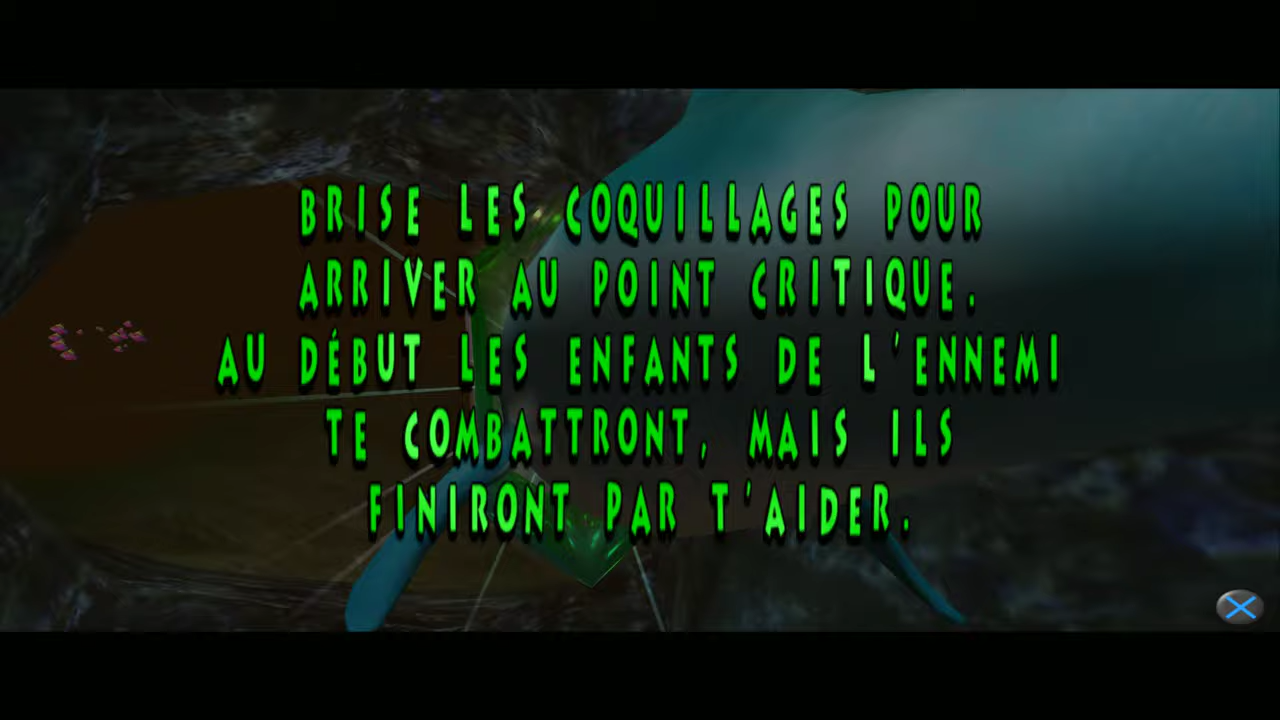 BRISE LES COQUILLAGES POUR
ARRIVER AU POINT CRITIQUE.
AU DÉBUT LES ENFANTS DE L'ENNEMI
TE COMBATTRONT, MAIS ILS
FINIRONT PAR T'AIDER.